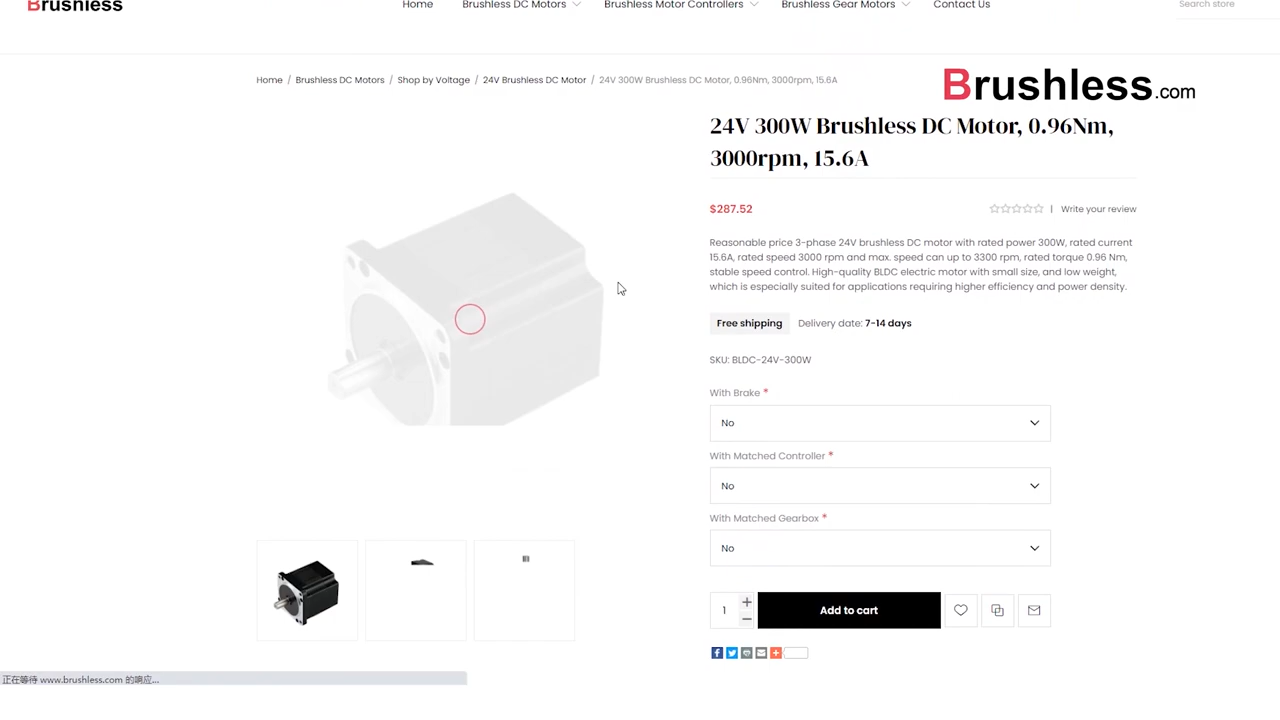 Brushless
Home
Brushless DC Motors
Brushless Motor Controllers
Brushless Gear Motors
Contact Us
Search store
Home / Brushless DC Motors / Shop by Voltage / 24V Brushless DC Motor / 24V 300W Brushless DC Motor, 0.96Nm, 3000rpm, 15.6A
Brushless.com
24V 300W Brushless DC Motor, 0.96Nm,
3000rpm, 15.6A
$287.52
| Write your review
Reasonable price 3-phase 24V brushless DC motor with rated power 300W, rated current
15.6A, rated speed 3000 rpm and max. speed can up to 3300 rpm, rated torque 0.96 Nm,
stable speed control. High-quality BLDC electric motor with small size, and low weight,
which is especially suited for applications requiring higher efficiency and power density.
Free shipping
Delivery date: 7-14 days
SKU: BLDC-24V-300W
With Brake *
No
With Matched Controller *
No
With Matched Gearbox *
No
1
Add to cart
正在等待 www.brushless.com 的响应...